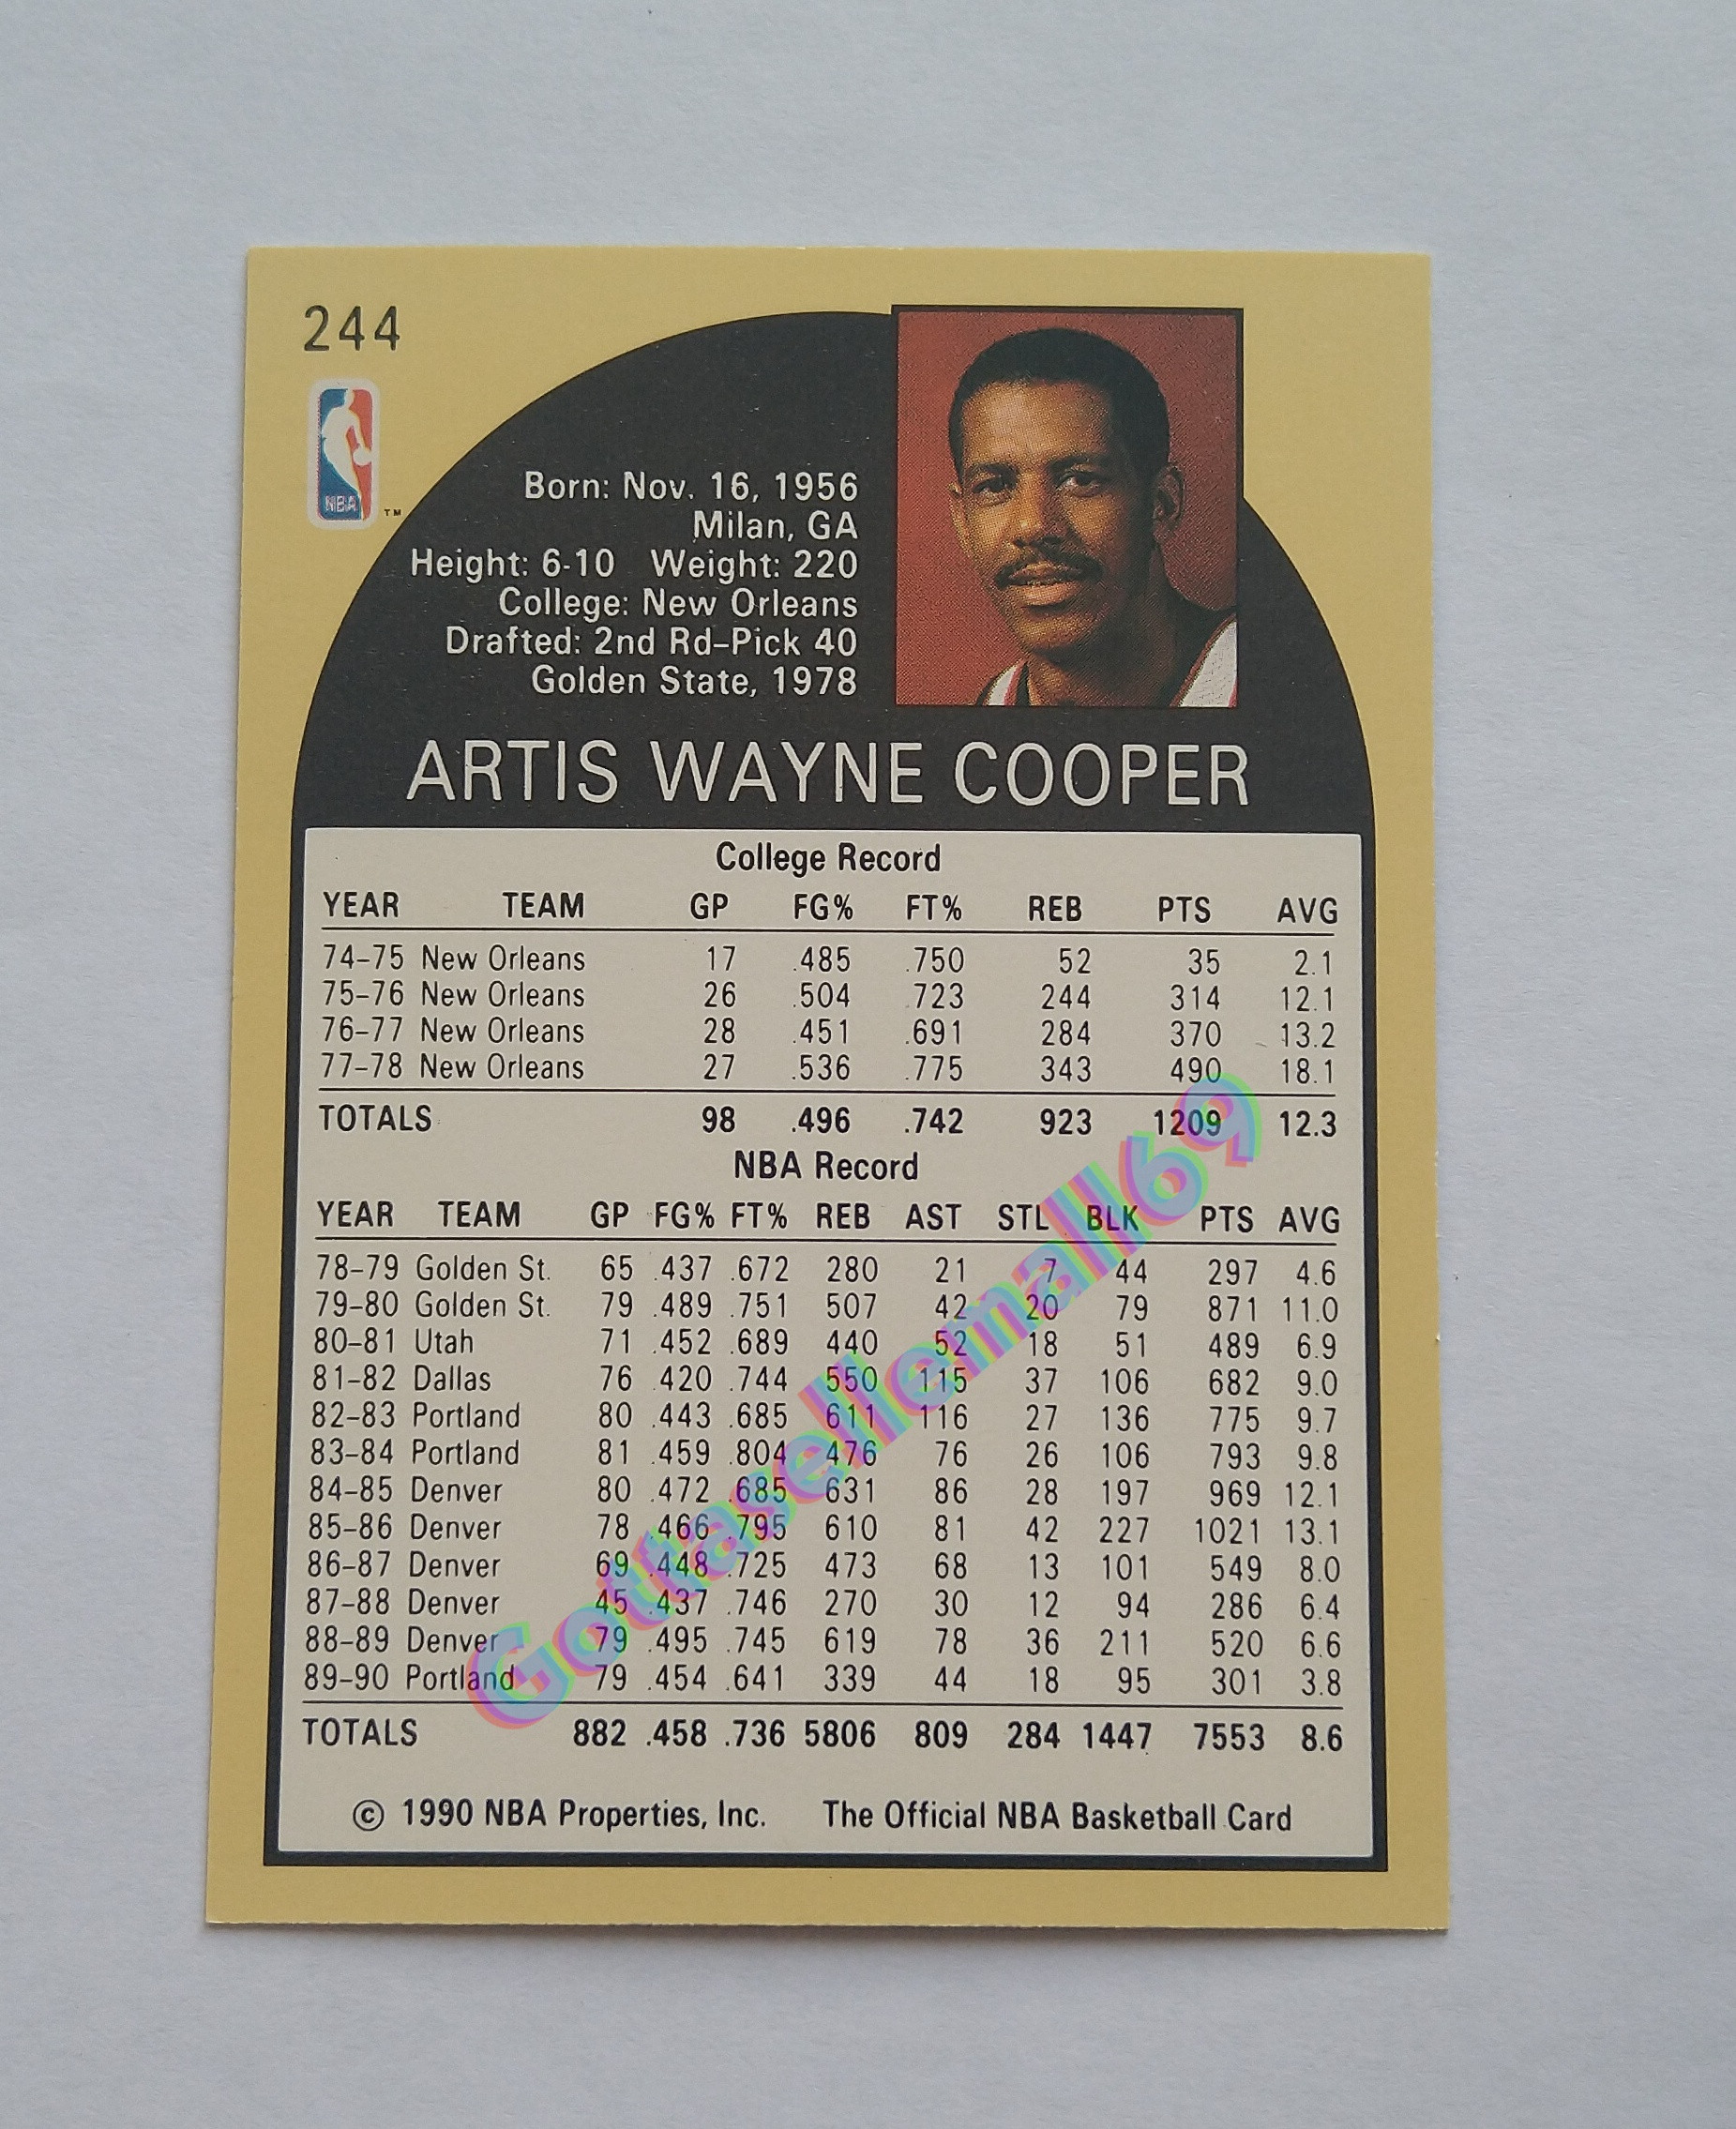 244
NBA
TM
Born: Nov. 16, 1956
Milan, GA
Height: 6-10 Weight: 220
College: New Orleans
Drafted: 2nd Rd–Pick 40
Golden State, 1978
ARTIS WAYNE COOPER
College Record
YEAR TEAM GP FG% FT% REB PTS AVG
74–75 New Orleans 17 .485 .750 52 35 2.1
75–76 New Orleans 26 .504 .723 244 314 12.1
76–77 New Orleans 28 .451 .691 284 370 13.2
77–78 New Orleans 27 .536 .775 343 490 18.1
TOTALS 98 .496 .742 923 1209 12.3
NBA Record
YEAR TEAM GP FG% FT% REB AST STL BLK PTS AVG
78–79 Golden St. 65 .437 .672 280 21 7 44 297 4.6
79–80 Golden St. 79 .489 .751 507 42 20 79 871 11.0
80–81 Utah 71 .452 .689 440 52 18 51 489 6.9
81–82 Dallas 76 .420 .744 550 115 37 106 682 9.0
82–83 Portland 80 .443 .685 611 116 27 136 775 9.7
83–84 Portland 81 .459 .804 476 76 26 106 793 9.8
84–85 Denver 80 .472 .685 631 86 28 197 969 12.1
85–86 Denver 78 .466 .795 610 81 42 227 1021 13.1
86–87 Denver 69 .448 .725 473 68 13 101 549 8.0
87–88 Denver 45 .437 .746 270 30 12 94 286 6.4
88–89 Denver 79 .495 .745 619 78 36 211 520 6.6
89–90 Portland 79 .454 .641 339 44 18 95 301 3.8
TOTALS 882 .458 .736 5806 809 284 1447 7553 8.6
© 1990 NBA Properties, Inc. The Official NBA Basketball Card
Gottasellemall69